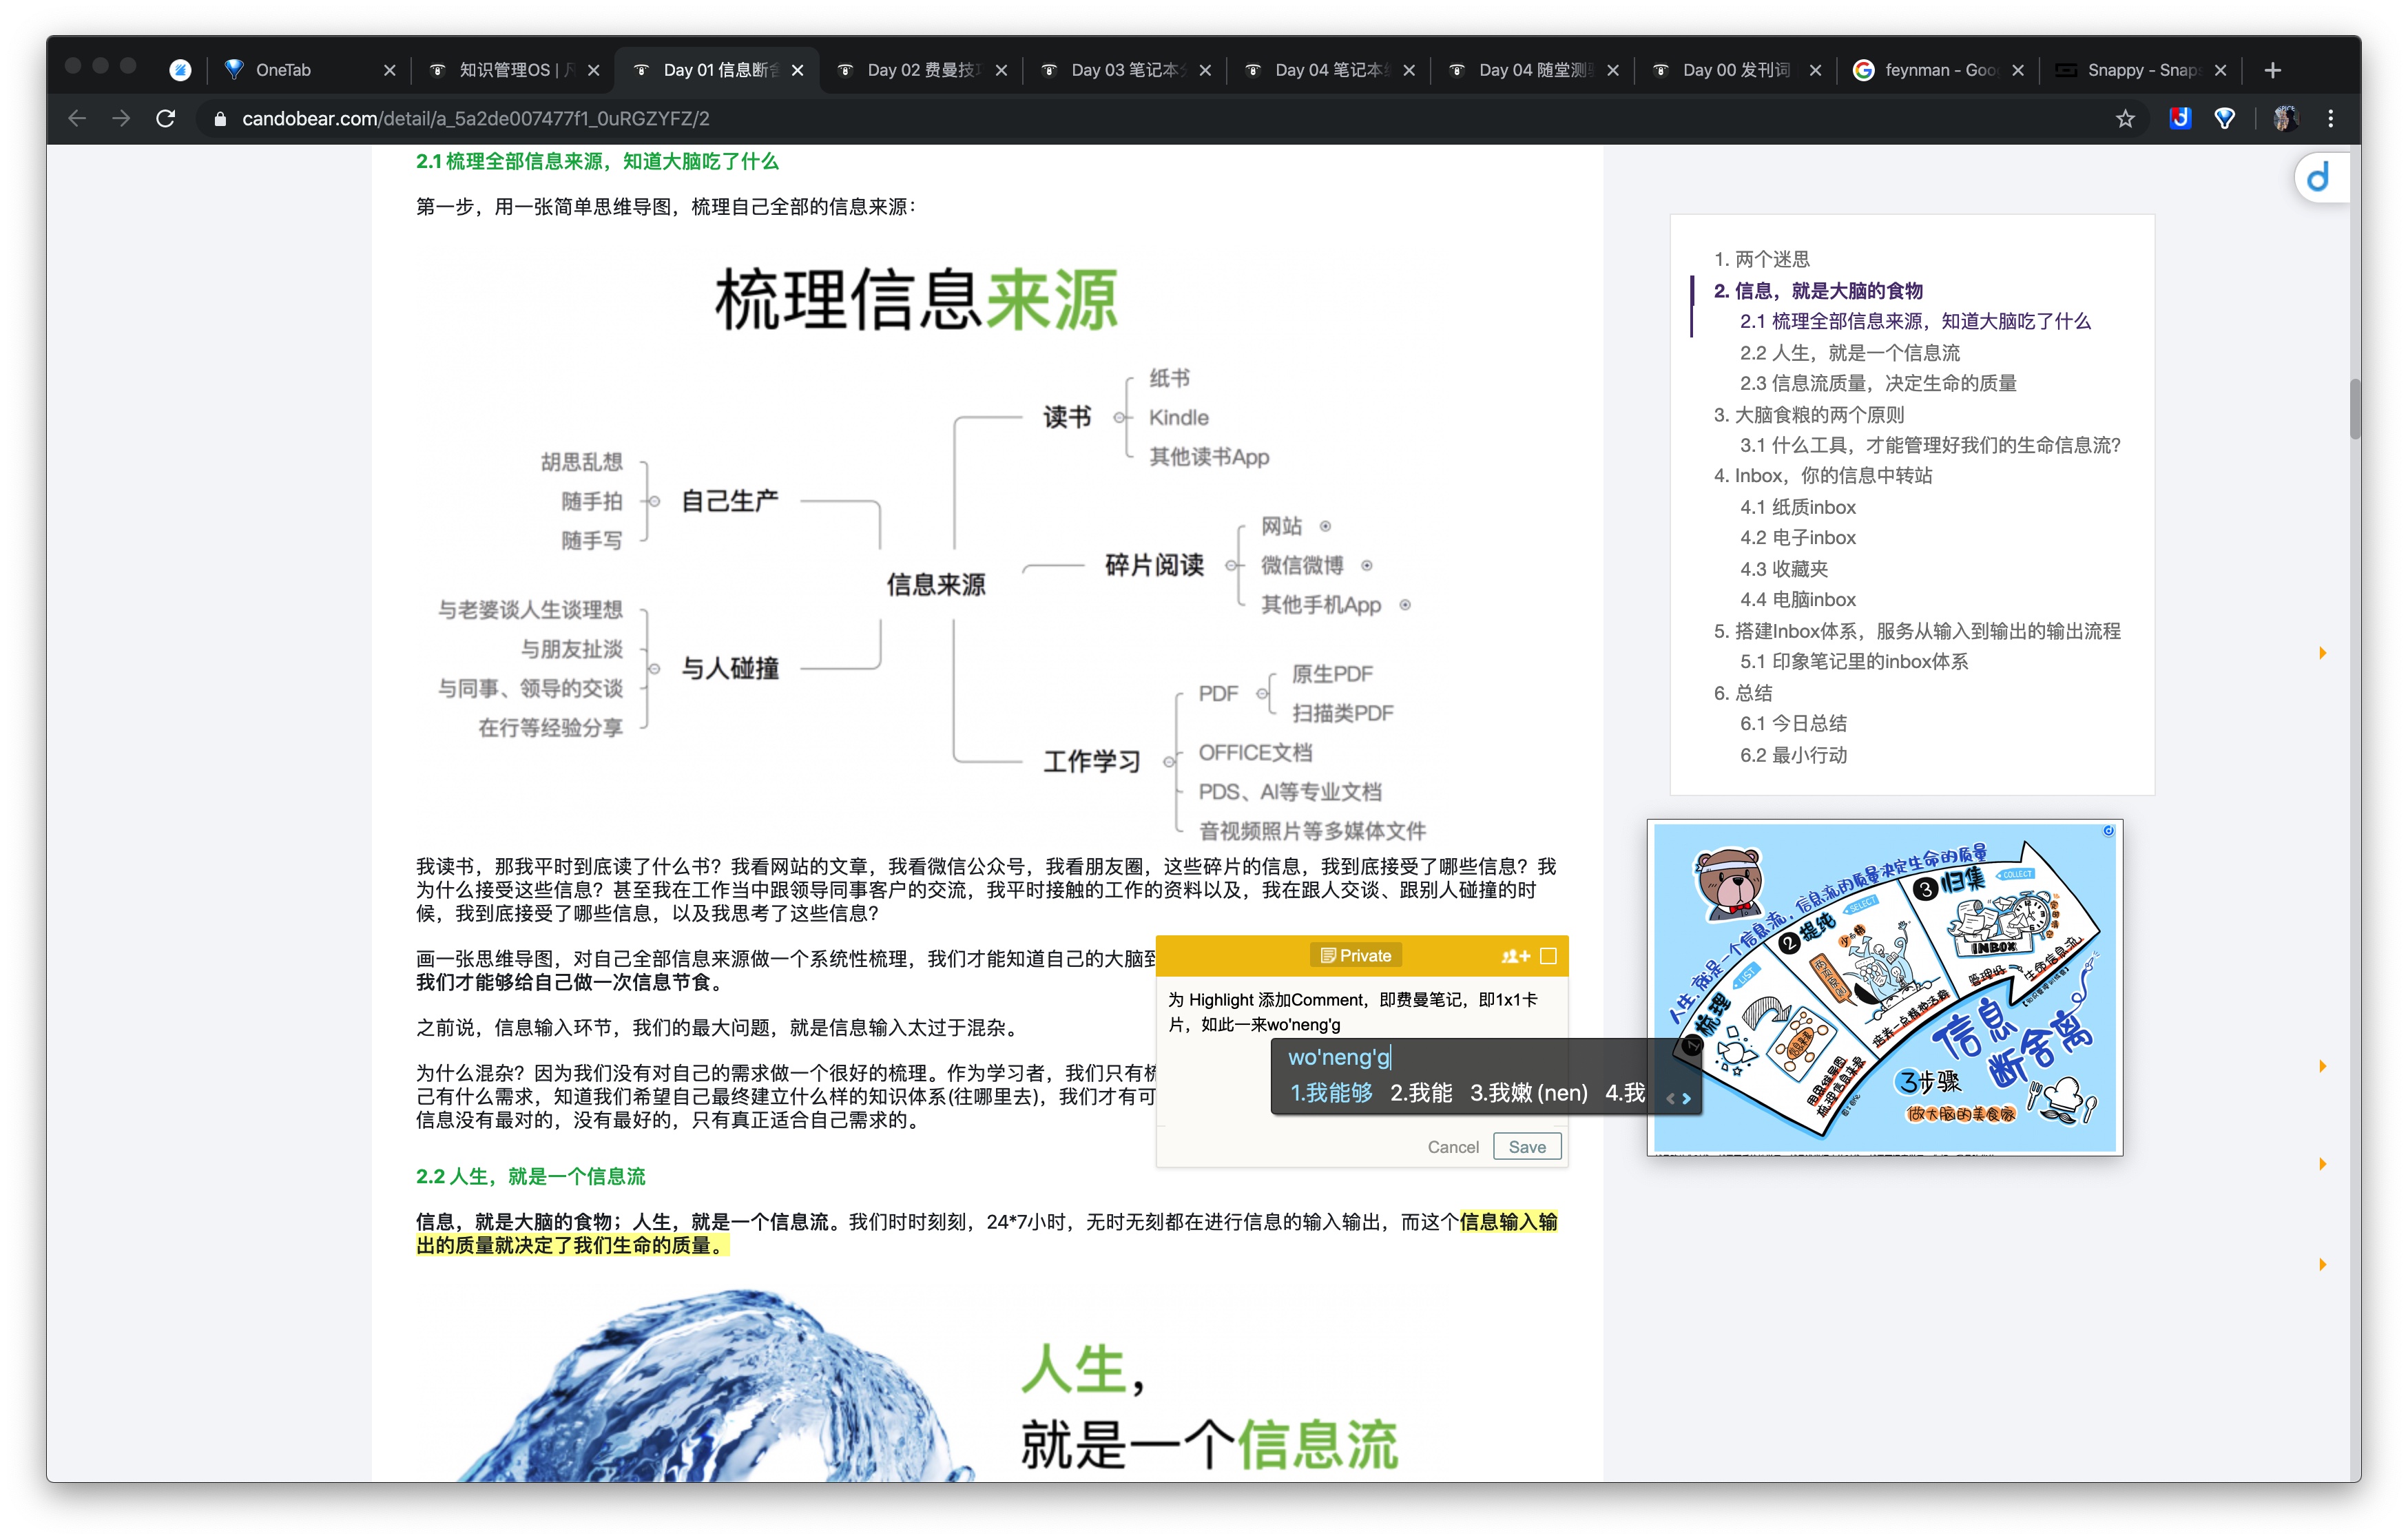 OneTab
知识管理OS |
Day 01 信息断舍
Day 02 费曼技
Day 03 笔记本
Day 04 笔记本
Day 04 随堂测
Day 00 发刊词
feynman - Goo
Snappy - Snap
candobear.com/detail/a_5a2de007477f1_0uRGZYFZ/2
2.1 梳理全部信息来源，知道大脑吃了什么
第一步，用一张简单思维导图，梳理自己全部的信息来源：
梳理信息来源
信息来源
读书
纸书
Kindle
其他读书App
碎片阅读
网站
微信微博
其他手机App
工作学习
PDF
原生PDF
扫描类PDF
OFFICE文档
PDS、AI等专业文档
音视频照片等多媒体文件
自己生产
胡思乱想
随手拍
随手写
与人碰撞
与老婆谈人生谈理想
与朋友扯淡
与同事、领导的交谈
在行等经验分享
我读书，那我平时到底读了什么书？我看网站的文章，我看微信公众号，我看朋友圈，这些碎片的信息，我到底接受了哪些信息？我
为什么接受这些信息？甚至我在工作当中跟领导同事客户的交流，我平时接触的工作的资料以及，我在跟人交谈、跟别人碰撞的时
候，我到底接受了哪些信息，以及我思考了这些信息？
画一张思维导图，对自己全部信息来源做一个系统性梳理，我们才能知道自己的大脑到
我们才能够给自己做一次信息节食。
之前说，信息输入环节，我们的最大问题，就是信息输入太过于混杂。
为什么混杂？因为我们没有对自己的需求做一个很好的梳理。作为学习者，我们只有梳
己有什么需求，知道我们希望自己最终建立什么样的知识体系(往哪里去)，我们才有可
信息没有最对的，没有最好的，只有真正适合自己需求的。
2.2 人生，就是一个信息流
信息，就是大脑的食物；人生，就是一个信息流。我们时时刻刻，24*7小时，无时无刻都在进行信息的输入输出，而这个信息输入输
出的质量就决定了我们生命的质量。
人生，
就是一个信息流
Private
为 Highlight 添加Comment，即费曼笔记，即1x1卡
片，如此一来wo'neng'g
wo'neng'g
1.我能够 2.我能 3.我嫩 (nen) 4.我
Cancel
Save
1. 两个迷思
2. 信息，就是大脑的食物
2.1 梳理全部信息来源，知道大脑吃了什么
2.2 人生，就是一个信息流
2.3 信息流质量，决定生命的质量
3. 大脑食粮的两个原则
3.1 什么工具，才能管理好我们的生命信息流？
4. Inbox，你的信息中转站
4.1 纸质inbox
4.2 电子inbox
4.3 收藏夹
4.4 电脑inbox
5. 搭建Inbox体系，服务从输入到输出的输出流程
5.1 印象笔记里的inbox体系
6. 总结
6.1 今日总结
6.2 最小行动
人生，就是一个信息流，信息流的质量决定生命的质量
梳理
LIST
用思维导图
梳理信息来源
2 提纯
SELECT
少而精
培养一点精神洁癖
3 归集
COLLECT
INBOX
管理好 生命信息流
信息
断舍离
3步骤
做大脑的美食家